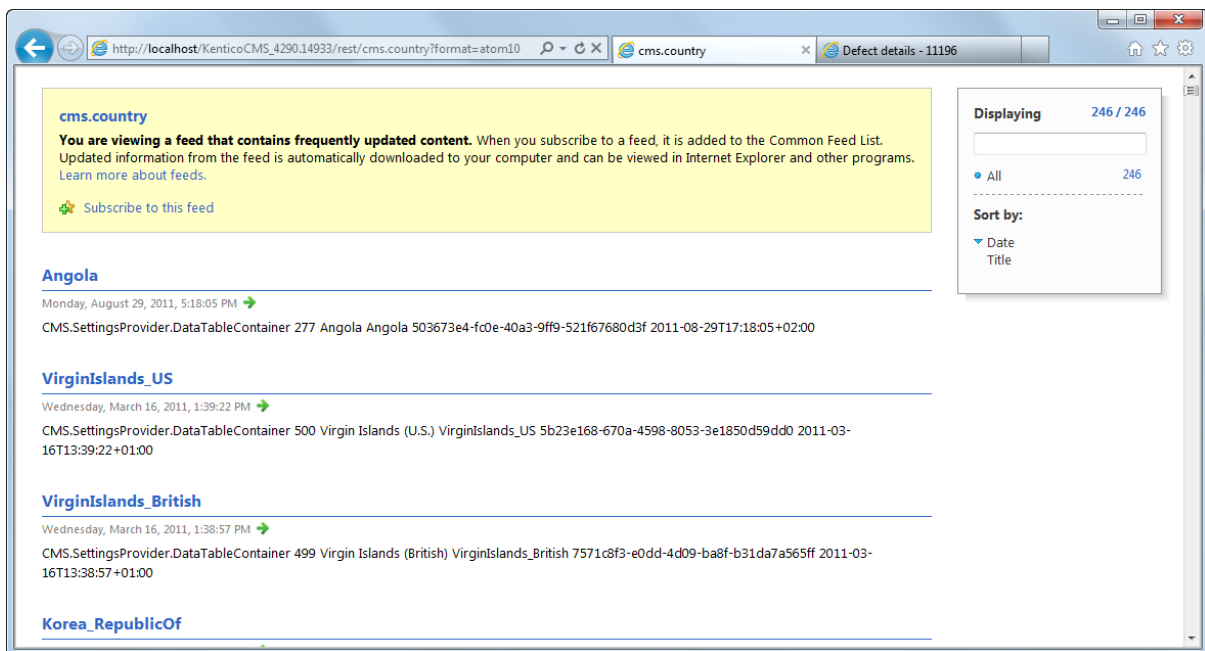 http://localhost/KenticoCMS_4290.14933/rest/cms.country?format=atom10
cms.country
Defect details - 11196
cms.country
You are viewing a feed that contains frequently updated content. When you subscribe to a feed, it is added to the Common Feed List.
Updated information from the feed is automatically downloaded to your computer and can be viewed in Internet Explorer and other programs.
Learn more about feeds.
Subscribe to this feed
Displaying 246 / 246
All 246
Sort by:
Date
Title
Angola
Monday, August 29, 2011, 5:18:05 PM
CMS.SettingsProvider.DataTableContainer 277 Angola Angola 503673e4-fc0e-40a3-9ff9-521f67680d3f 2011-08-29T17:18:05+02:00
VirginIslands_US
Wednesday, March 16, 2011, 1:39:22 PM
CMS.SettingsProvider.DataTableContainer 500 Virgin Islands (U.S.) VirginIslands_US 5b23e168-670a-4598-8053-3e1850d59dd0 2011-03-
16T13:39:22+01:00
VirginIslands_British
Wednesday, March 16, 2011, 1:38:57 PM
CMS.SettingsProvider.DataTableContainer 499 Virgin Islands (British) VirginIslands_British 7571c8f3-e0dd-4d09-ba8f-b31da7a565ff 2011-03-
16T13:38:57+01:00
Korea_RepublicOf